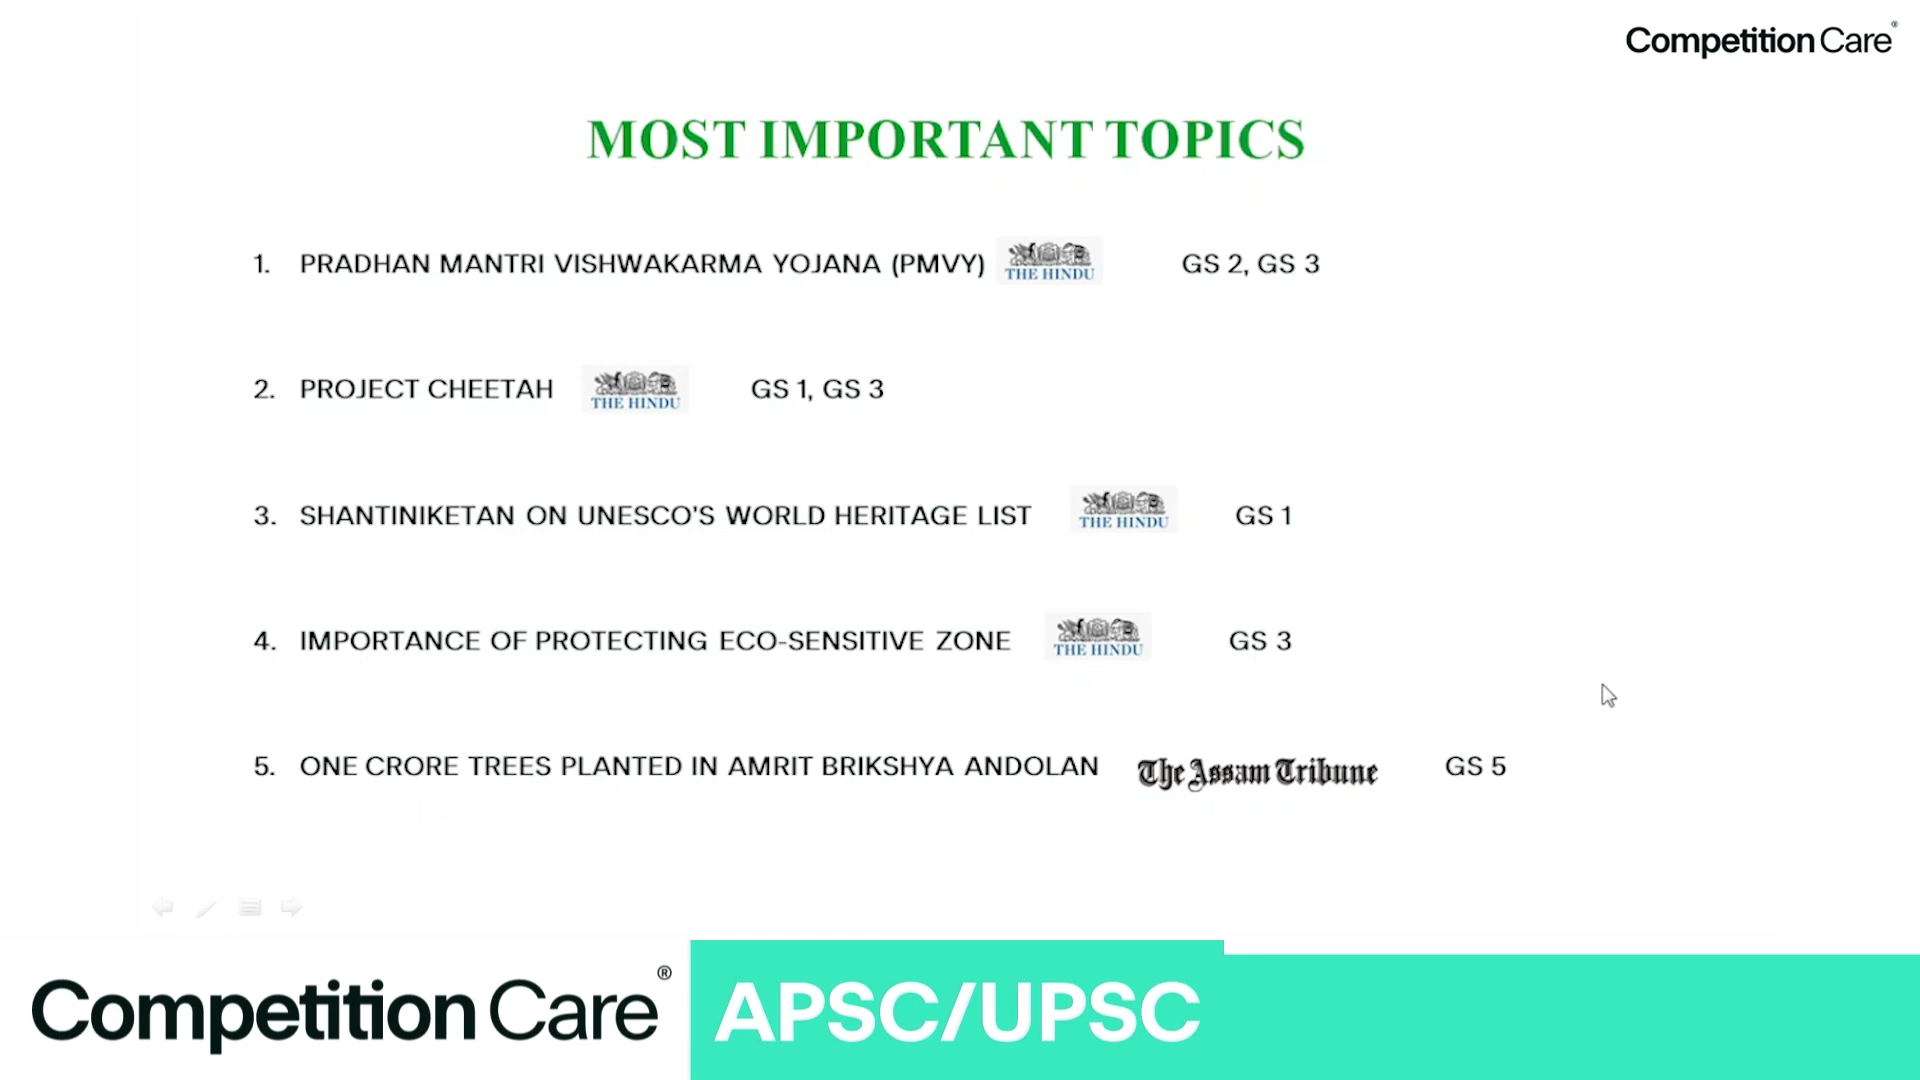 Competition Care®
MOST IMPORTANT TOPICS
1. PRADHAN MANTRI VISHWAKARMA YOJANA (PMVY) THE HINDU GS 2, GS 3
2. PROJECT CHEETAH THE HINDU GS 1, GS 3
3. SHANTINIKETAN ON UNESCO'S WORLD HERITAGE LIST THE HINDU GS 1
4. IMPORTANCE OF PROTECTING ECO-SENSITIVE ZONE THE HINDU GS 3
5. ONE CRORE TREES PLANTED IN AMRIT BRIKSHYA ANDOLAN The Assam Tribune GS 5
Competition Care® APSC/UPSC